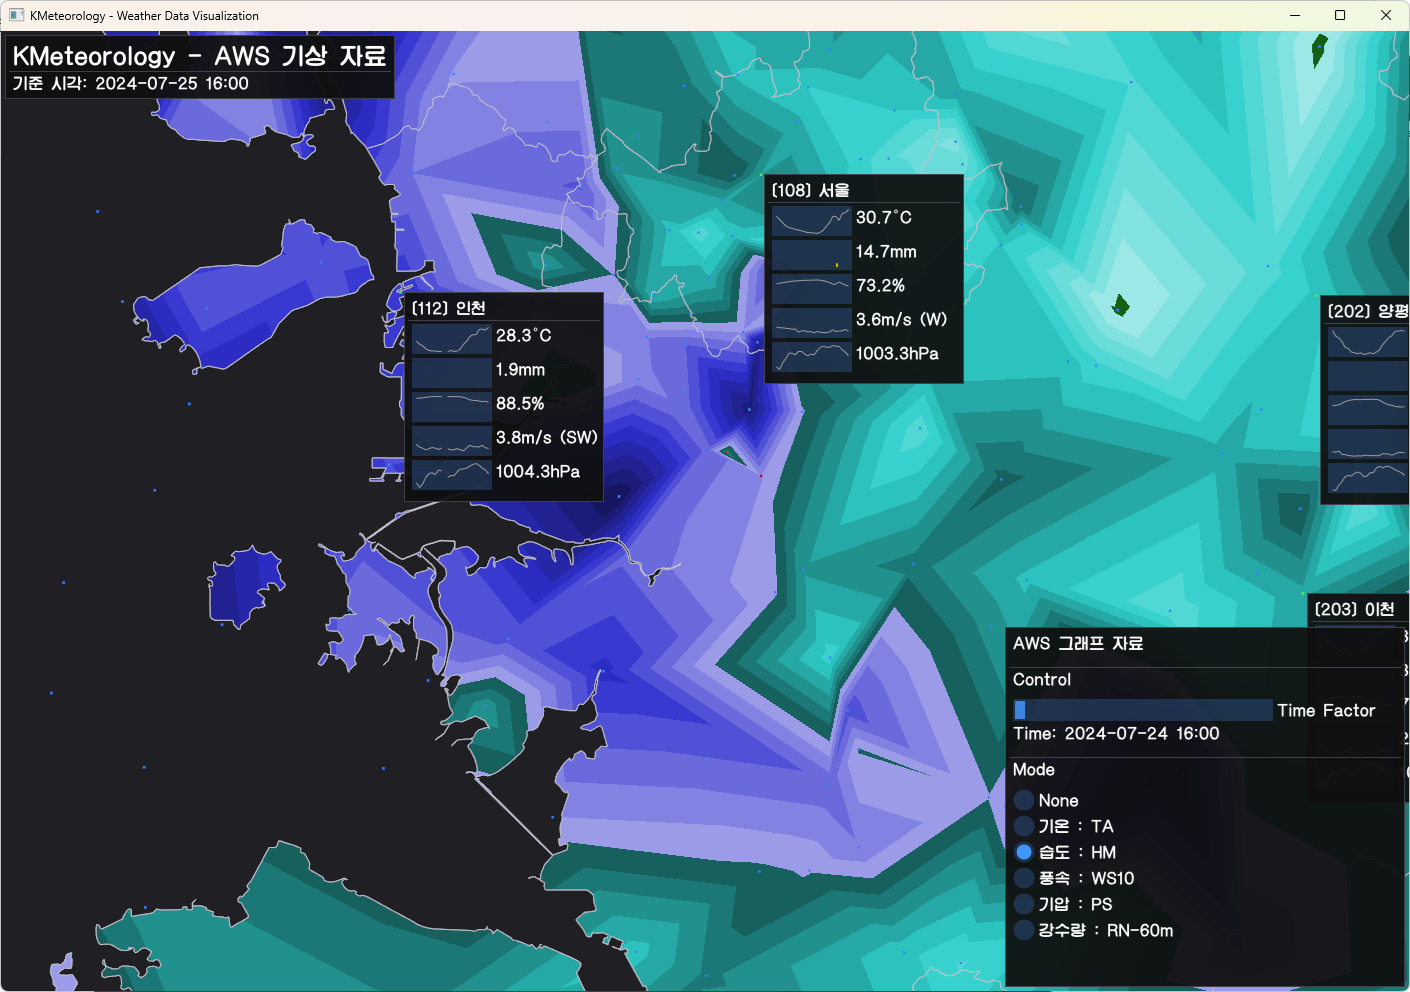 KMeteorology - Weather Data Visualization
KMeteorology - AWS 기상 자료
기준 시각: 2024-07-25 16:00
[108] 서울
30.7°C
14.7mm
73.2%
3.6m/s (W)
1003.3hPa
[112] 인천
28.3°C
1.9mm
88.5%
3.8m/s (SW)
1004.3hPa
[202] 양평
[203] 이천
AWS 그래프 자료
Control
Time Factor
Time: 2024-07-24 16:00
Mode
None
기온 : TA
습도 : HM
풍속 : WS10
기압 : PS
강수량 : RN-60m